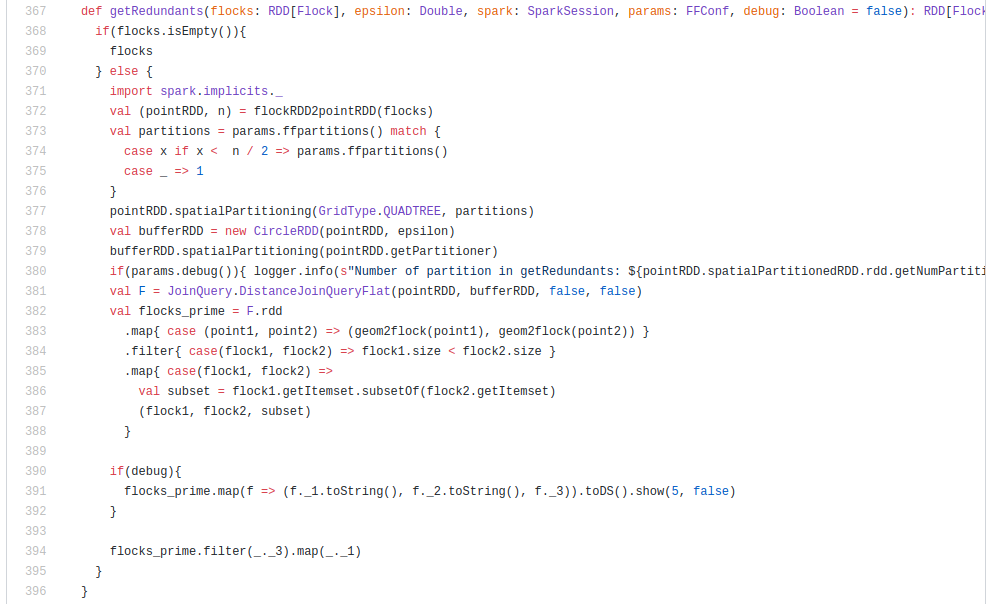 367 def getRedundants(flocks: RDD[Flock], epsilon: Double, spark: SparkSession, params: FFConf, debug: Boolean = false): RDD[Flock
368 if(flocks.isEmpty()){
369 flocks
370 } else {
371 import spark.implicits._
372 val (pointRDD, n) = flockRDD2pointRDD(flocks)
373 val partitions = params.ffpartitions() match {
374 case x if x <  n / 2 => params.ffpartitions()
375 case _ => 1
376 }
377 pointRDD.spatialPartitioning(GridType.QUADTREE, partitions)
378 val bufferRDD = new CircleRDD(pointRDD, epsilon)
379 bufferRDD.spatialPartitioning(pointRDD.getPartitioner)
380 if(params.debug()){ logger.info(s"Number of partition in getRedundants: ${pointRDD.spatialPartitionedRDD.rdd.getNumPartiti
381 val F = JoinQuery.DistanceJoinQueryFlat(pointRDD, bufferRDD, false, false)
382 val flocks_prime = F.rdd
383 .map{ case (point1, point2) => (geom2flock(point1), geom2flock(point2)) }
384 .filter{ case(flock1, flock2) => flock1.size < flock2.size }
385 .map{ case(flock1, flock2) =>
386 val subset = flock1.getItemset.subsetOf(flock2.getItemset)
387 (flock1, flock2, subset)
388 }
389
390 if(debug){
391 flocks_prime.map(f => (f._1.toString(), f._2.toString(), f._3)).toDS().show(5, false)
392 }
393
394 flocks_prime.filter(_._3).map(_._1)
395 }
396 }